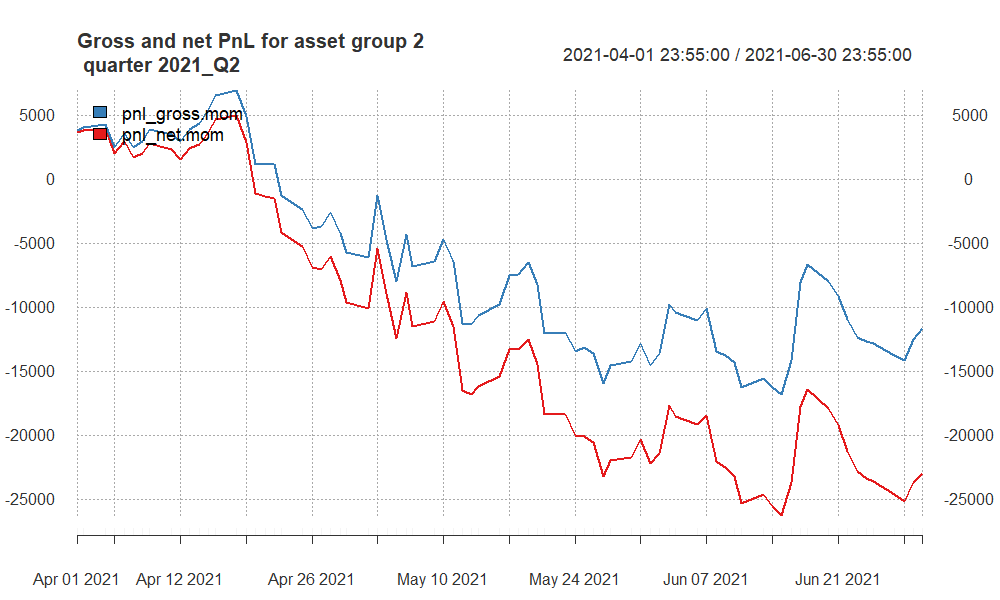 Gross and net PnL for asset group 2
quarter 2021_Q2
2021-04-01 23:55:00 / 2021-06-30 23:55:00
pnl_gross.mom
pnl_net.mom
5000 5000
0 0
-5000 -5000
-10000 -10000
-15000 -15000
-20000 -20000
-25000 -25000
Apr 01 2021 Apr 12 2021 Apr 26 2021 May 10 2021 May 24 2021 Jun 07 2021 Jun 21 2021